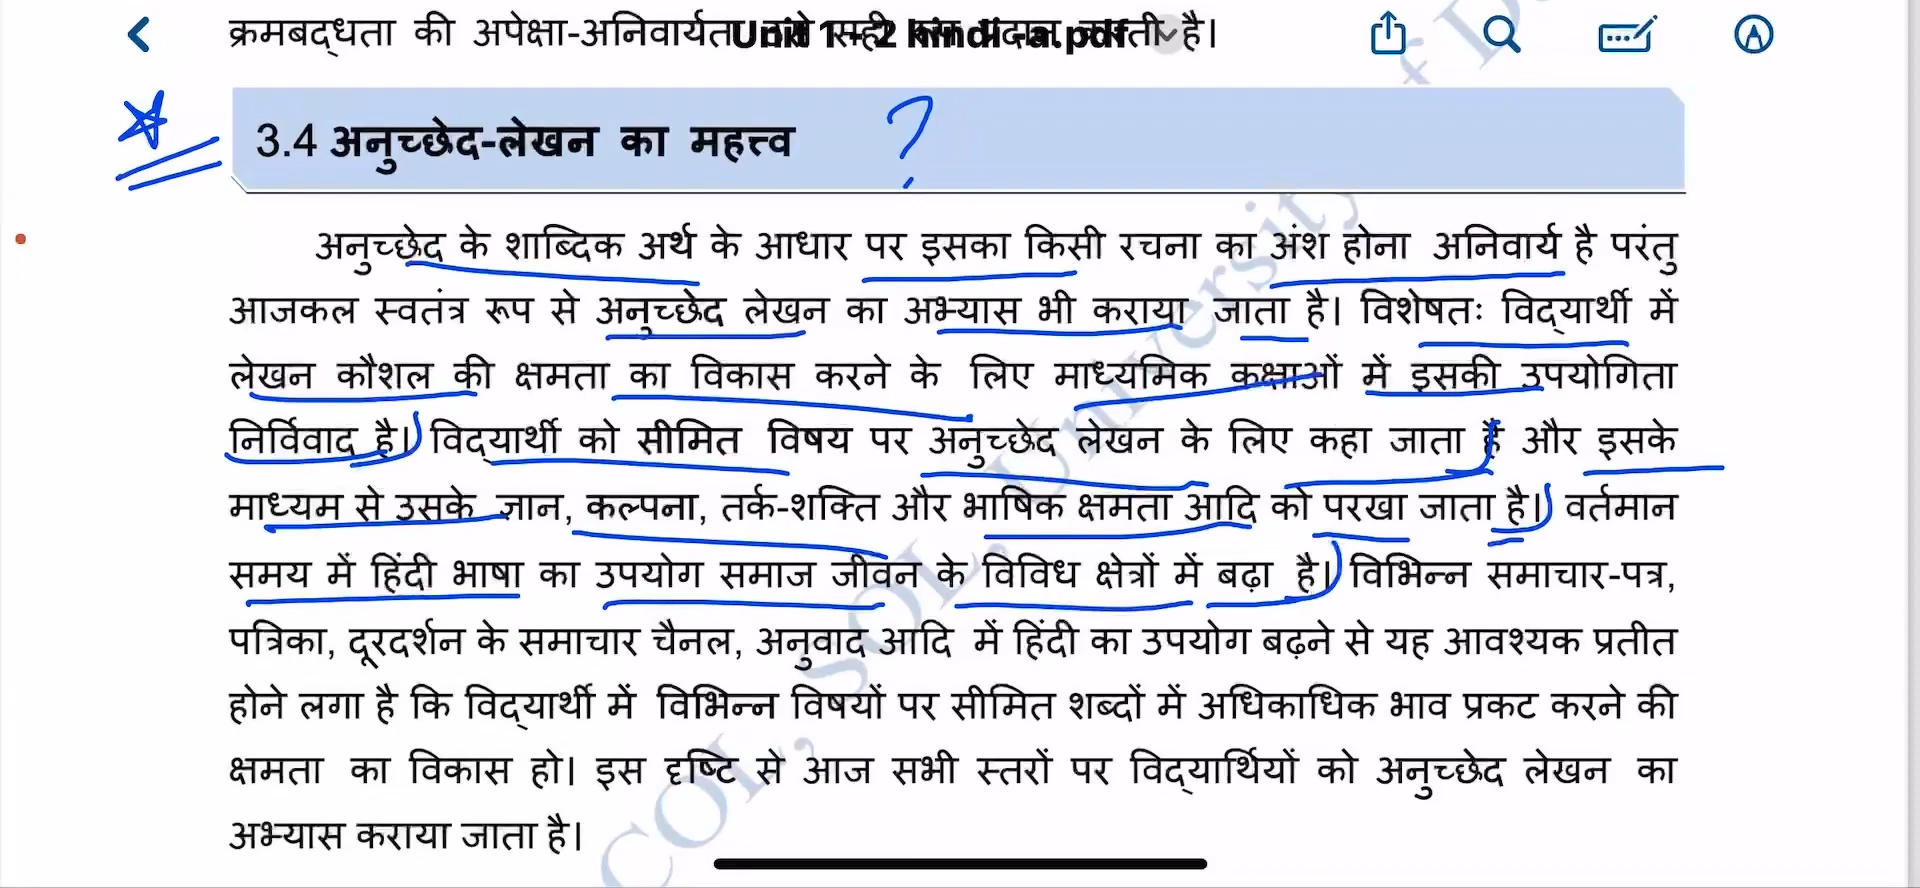 क्रमबद्धता की अपेक्षा-अनिवार्यता है।
Unit 1+ 2 hindi -a.pdf
3.4 अनुच्छेद-लेखन का महत्त्व ?
अनुच्छेद के शाब्दिक अर्थ के आधार पर इसका किसी रचना का अंश होना अनिवार्य है परंतु
आजकल स्वतंत्र रूप से अनुच्छेद लेखन का अभ्यास भी कराया जाता है। विशेषतः विद्यार्थी में
लेखन कौशल की क्षमता का विकास करने के लिए माध्यमिक कक्षाओं में इसकी उपयोगिता
निर्विवाद है। विद्यार्थी को सीमित विषय पर अनुच्छेद लेखन के लिए कहा जाता है और इसके
माध्यम से उसके ज्ञान, कल्पना, तर्क-शक्ति और भाषिक क्षमता आदि को परखा जाता है। वर्तमान
समय में हिंदी भाषा का उपयोग समाज जीवन के विविध क्षेत्रों में बढ़ा है। विभिन्न समाचार-पत्र,
पत्रिका, दूरदर्शन के समाचार चैनल, अनुवाद आदि में हिंदी का उपयोग बढ़ने से यह आवश्यक प्रतीत
होने लगा है कि विद्यार्थी में विभिन्न विषयों पर सीमित शब्दों में अधिकाधिक भाव प्रकट करने की
क्षमता का विकास हो। इस दृष्टि से आज सभी स्तरों पर विद्यार्थियों को अनुच्छेद लेखन का
अभ्यास कराया जाता है।
COL, SOL, University of D